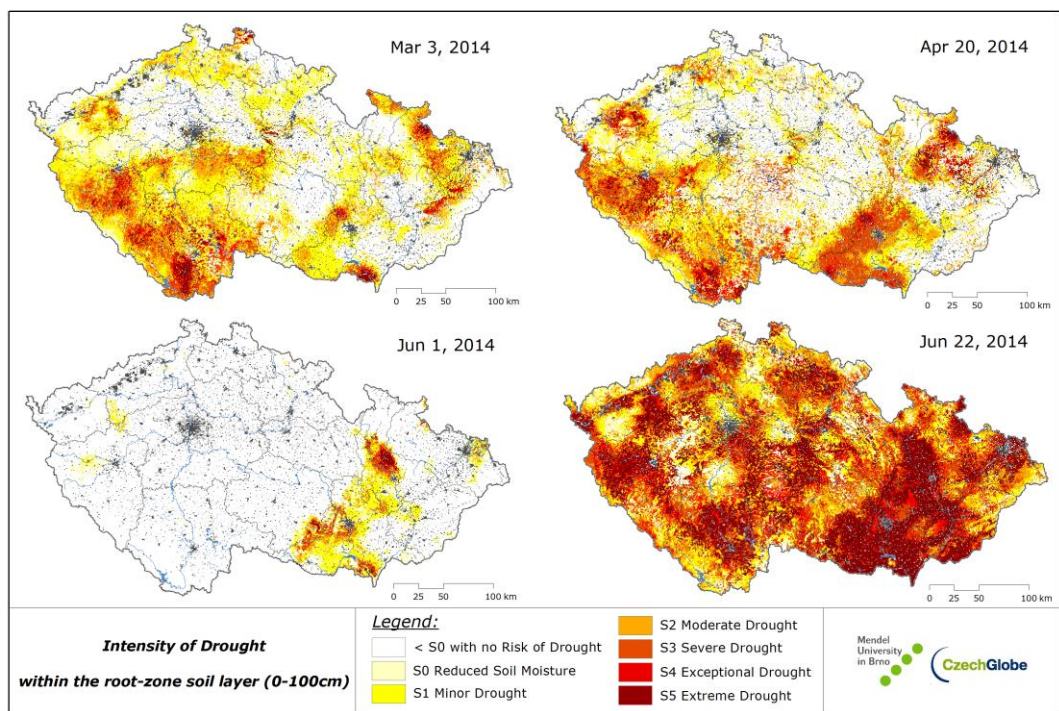 Mar 3, 2014
0 25 50 100 km
Apr 20, 2014
0 25 50 100 km
Jun 1, 2014
0 25 50 100 km
Jun 22, 2014
0 25 50 100 km
Intensity of Drought
within the root-zone soil layer (0-100cm)
Legend:
< S0 with no Risk of Drought
S0 Reduced Soil Moisture
S1 Minor Drought
S2 Moderate Drought
S3 Severe Drought
S4 Exceptional Drought
S5 Extreme Drought
Mendel
University
in Brno
CzechGlobe